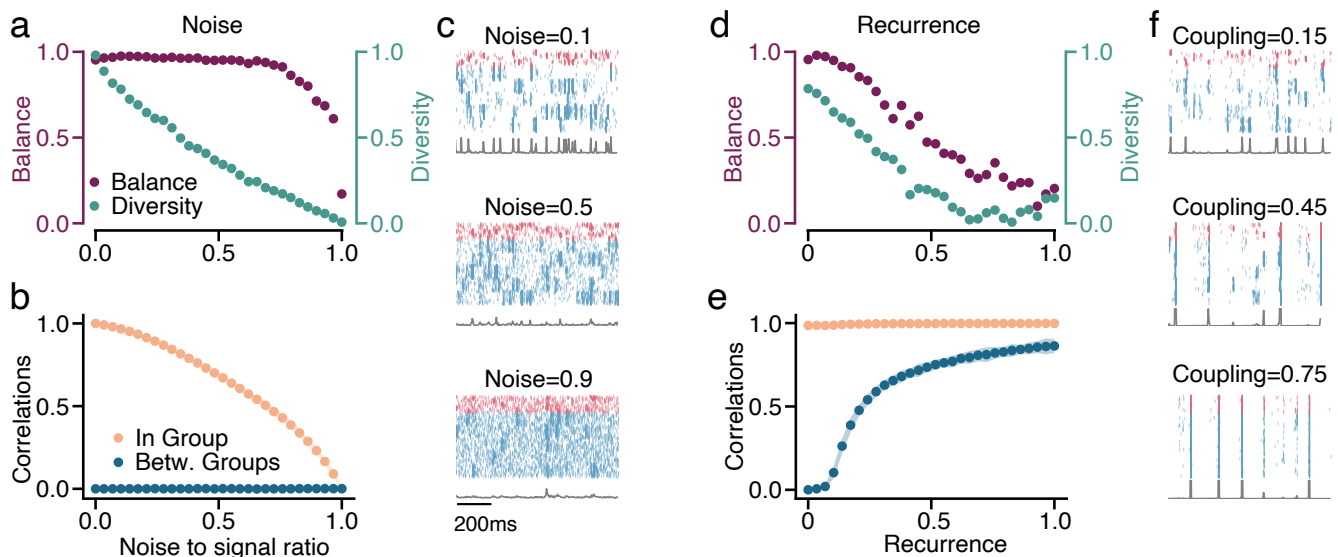 a
Noise
1.0
0.5
0.0
Balance
1.0
0.5
0.0
Diversity
Balance
Diversity
0.0
0.5
1.0
b
Correlations
1.0
0.5
0.0
In Group
Betw. Groups
0.0
0.5
1.0
Noise to signal ratio
c
Noise=0.1
Noise=0.5
Noise=0.9
200ms
d
Recurrence
1.0
0.5
0.0
Balance
1.0
0.5
0.0
Diversity
0.0
0.5
1.0
e
Correlations
1.0
0.5
0.0
0.0
0.5
1.0
Recurrence
f
Coupling=0.15
Coupling=0.45
Coupling=0.75